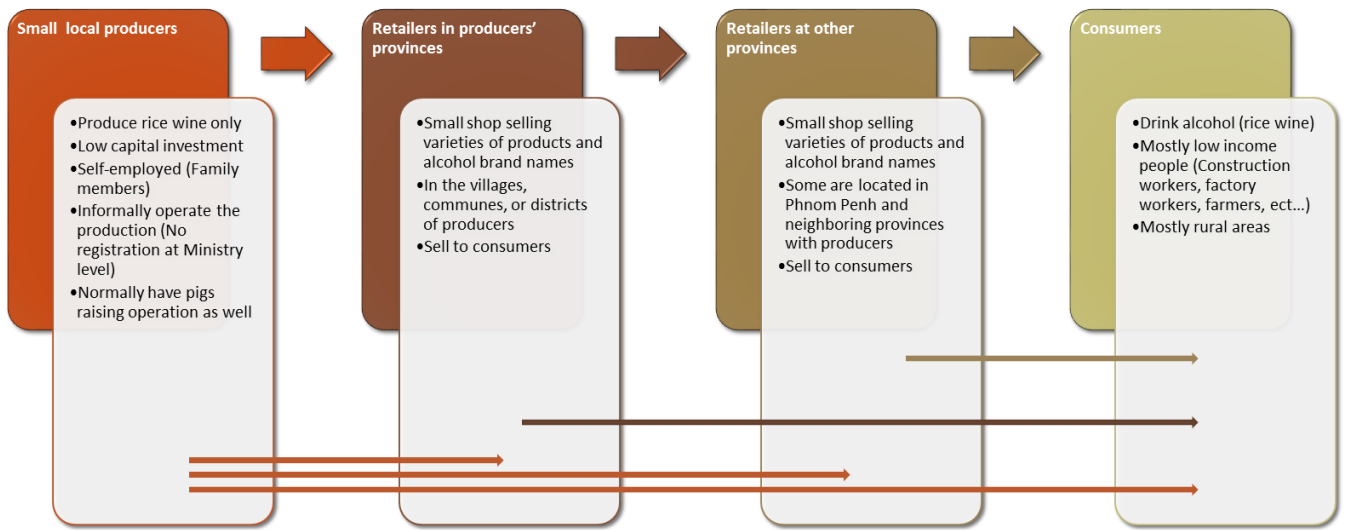 Small  local producers
•Produce rice wine only
•Low capital investment
•Self-employed (Family
members)
•Informally operate the
production (No
registration at Ministry
level)
•Normally have pigs
raising operation as well
Retailers in producers'
provinces
•Small shop selling
varieties of products and
alcohol brand names
•In the villages,
communes, or districts
of producers
•Sell to consumers
Retailers at other
provinces
•Small shop selling
varieties of products and
alcohol brand names
•Some are located in
Phnom Penh and
neighboring provinces
with producers
•Sell to consumers
Consumers
•Drink alcohol (rice wine)
•Mostly low income
people (Construction
workers, factory
workers, farmers, ect...)
•Mostly rural areas